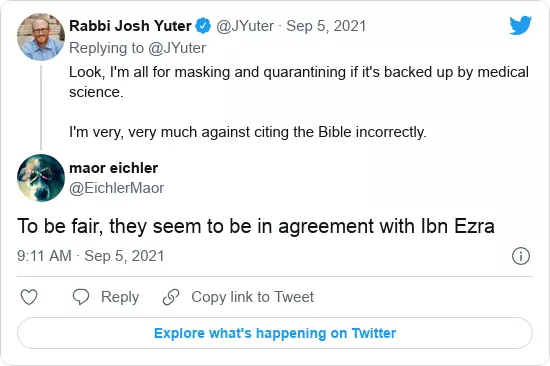 Rabbi Josh Yuter @JYuter · Sep 5, 2021
Replying to @JYuter
Look, I'm all for masking and quarantining if it's backed up by medical
science.
I'm very, very much against citing the Bible incorrectly.
maor eichler
@EichlerMaor
To be fair, they seem to be in agreement with Ibn Ezra
9:11 AM · Sep 5, 2021
Reply Copy link to Tweet
Explore what's happening on Twitter